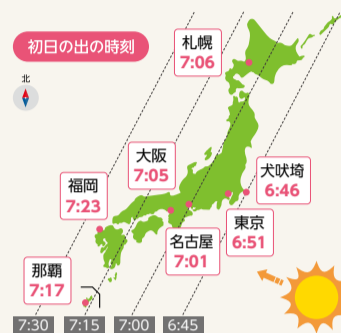 初日の出の時刻
北
札幌
7:06
大阪
7:05
犬吠埼
6:46
福岡
7:23
東京
6:51
名古屋
7:01
那覇
7:17
7:30 7:15 7:00 6:45